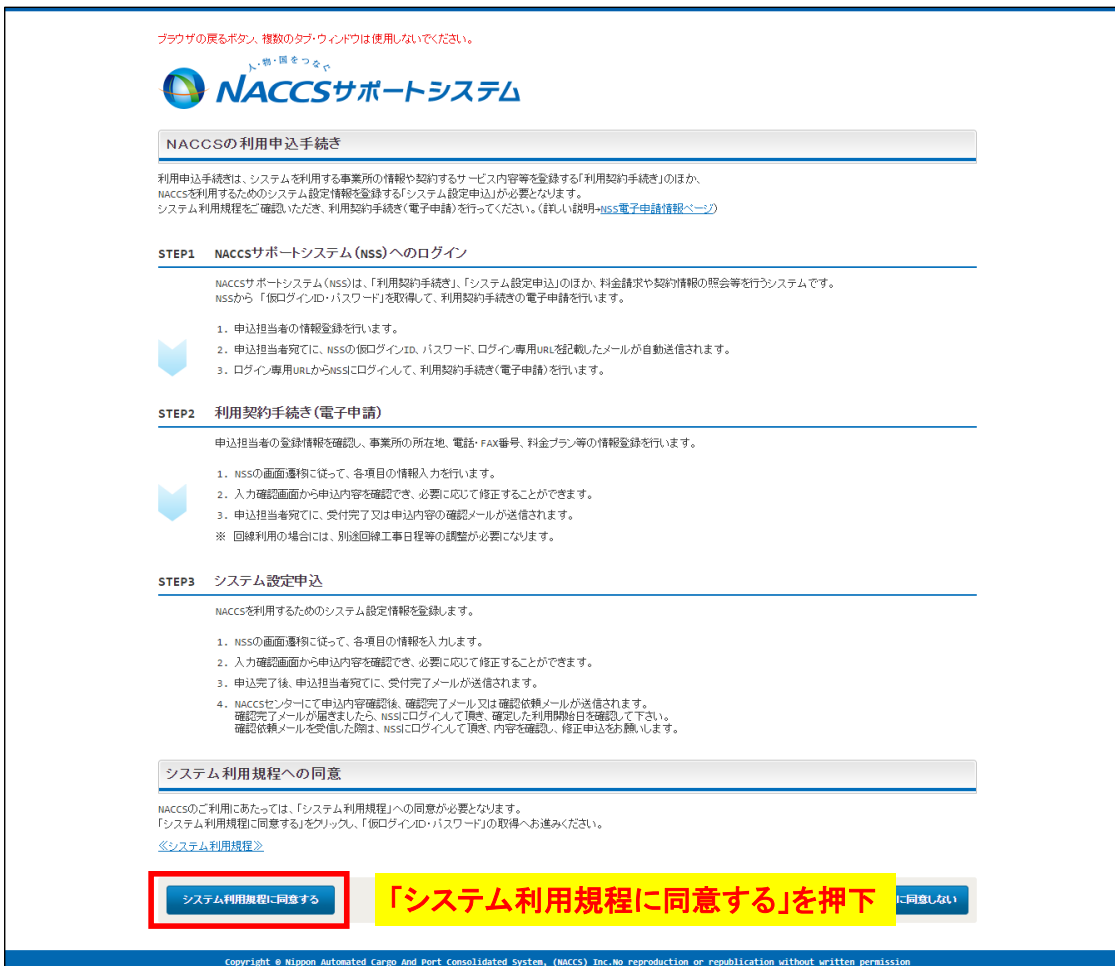 ブラウザの戻るボタン、複数のタブ・ウィンドウは使用しないでください。
人・物・国をつなぐ
NACCSサポートシステム
NACCSの利用申込手続き
利用申込手続きは、システムを利用する事業所の情報や契約するサービス内容等を登録する「利用契約手続き」のほか、
NACCSを利用するためのシステム設定情報を登録する「システム設定申込」が必要となります。
システム利用規程をご確認いただき、利用契約手続き(電子申請)を行ってください。(詳しい説明→NSS電子申請情報ページ)
STEP1 NACCSサポートシステム(NSS)へのログイン
NACCSサポートシステム(NSS)は、「利用契約手続き」、「システム設定申込」のほか、料金請求や契約情報の照会等を行うシステムです。
NSSから「仮ログインID・パスワード」を取得して、利用契約手続きの電子申請を行います。
1. 申込担当者の情報登録を行います。
2. 申込担当者宛てに、NSSの仮ログインID、パスワード、ログイン専用URLを記載したメールが自動送信されます。
3. ログイン専用URLからNSSにログインして、利用契約手続き(電子申請)を行います。
STEP2 利用契約手続き(電子申請)
申込担当者の登録情報を確認し、事業所の所在地、電話・FAX番号、料金プラン等の情報登録を行います。
1. NSSの画面遷移に従って、各項目の情報入力を行います。
2. 入力確認画面から申込内容を確認でき、必要に応じて修正することができます。
3. 申込担当者宛てに、受付完了又は申込内容の確認メールが送信されます。
※ 回線利用の場合には、別途回線工事日程等の調整が必要になります。
STEP3 システム設定申込
NACCSを利用するためのシステム設定情報を登録します。
1. NSSの画面遷移に従って、各項目の情報を入力します。
2. 入力確認画面から申込内容を確認でき、必要に応じて修正することができます。
3. 申込完了後、申込担当者宛てに、受付完了メールが送信されます。
4. NACCSセンターにて申込内容確認後、確認完了メール又は確認依頼メールが送信されます。
確認完了メールが届きましたら、NSSにログインして頂き、確定した利用開始日を確認して下さい。
確認依頼メールを受信した際は、NSSにログインして頂き、内容を確認し、修正申込をお願いします。
システム利用規程への同意
NACCSのご利用にあたっては、「システム利用規程」への同意が必要となります。
「システム利用規程に同意する」をクリックし、「仮ログインID・パスワード」の取得へお進みください。
≪システム利用規程≫
システム利用規程に同意する 「システム利用規程に同意する」を押下 に同意しない
Copyright © Nippon Automated Cargo And Port Consolidated System, (NACCS) Inc.No reproduction or republication without written permission